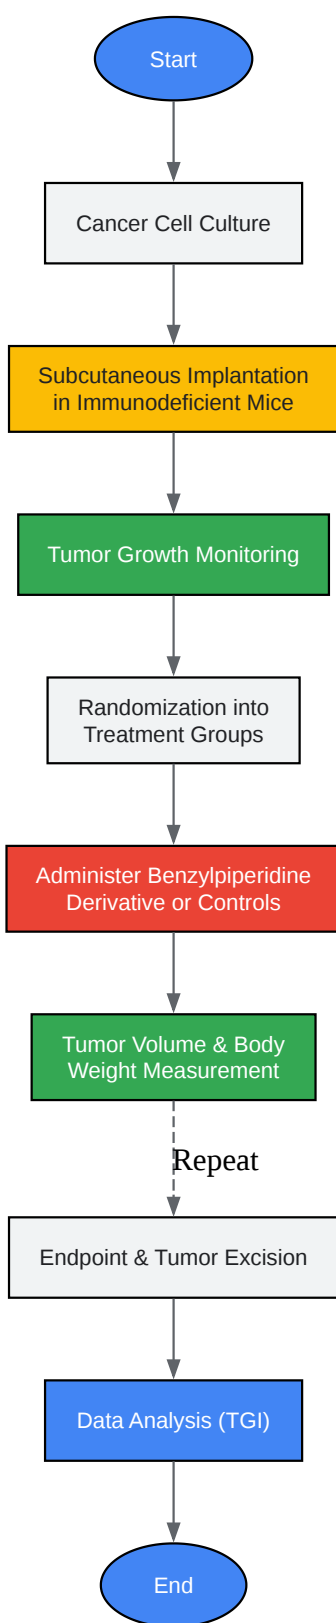 Start
Cancer Cell Culture
Subcutaneous Implantation
in Immunodeficient Mice
Tumor Growth Monitoring
Randomization into
Treatment Groups
Administer Benzylpiperidine
Derivative or Controls
Tumor Volume & Body
Weight Measurement
Repeat
Endpoint & Tumor Excision
Data Analysis (TGI)
End